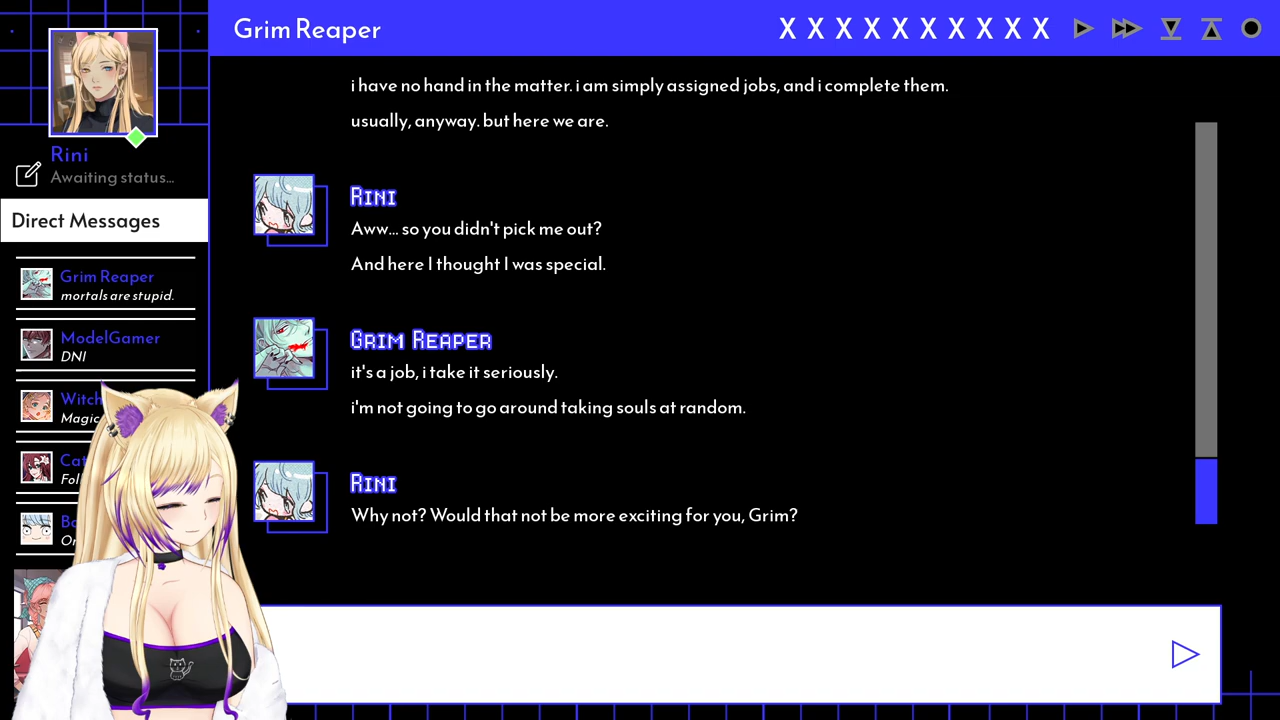 Grim Reaper
X X X X X X X X X X
Rini
Awaiting status...
Direct Messages
Grim Reaper
mortals are stupid.
ModelGamer
DNI
Witch
Magic
i have no hand in the matter. i am simply assigned jobs, and i complete them.
usually, anyway. but here we are.
Rini
Aww... so you didn't pick me out?
And here I thought I was special.
Grim Reaper
it's a job, i take it seriously.
i'm not going to go around taking souls at random.
Rini
Why not? Would that not be more exciting for you, Grim?